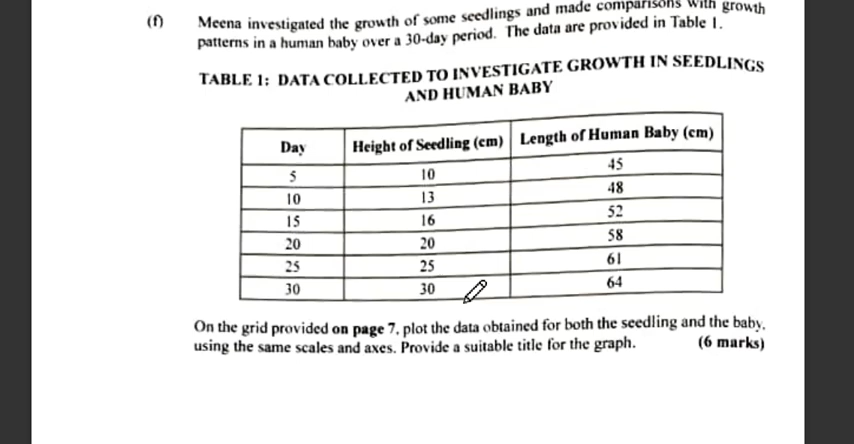 (f) Meena investigated the growth of some seedlings and made comparisons with growth
patterns in a human baby over a 30-day period. The data are provided in Table 1.
TABLE 1: DATA COLLECTED TO INVESTIGATE GROWTH IN SEEDLINGS
AND HUMAN BABY
Day Height of Seedling (cm) Length of Human Baby (cm)
5 10 45
10 13 48
15 16 52
20 20 58
25 25 61
30 30 64
On the grid provided on page 7, plot the data obtained for both the seedling and the baby,
using the same scales and axes. Provide a suitable title for the graph. (6 marks)